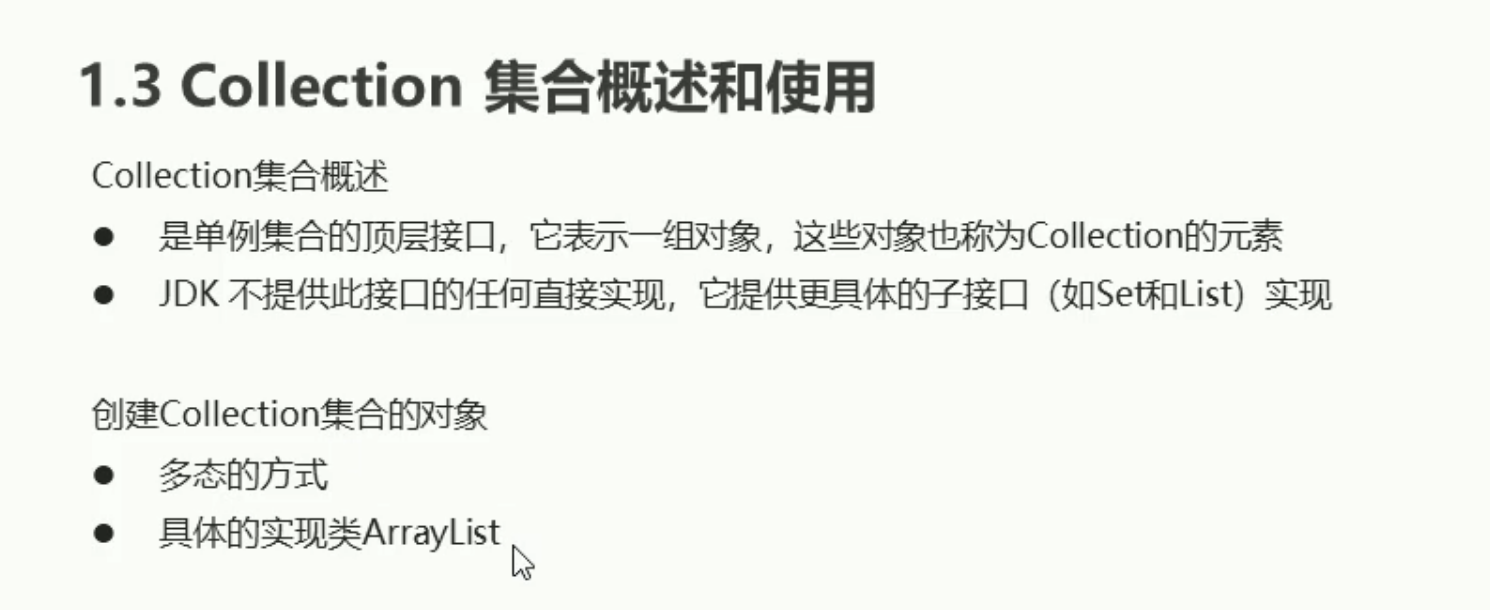 1.3 Collection 集合概述和使用
Collection集合概述
● 是单例集合的顶层接口，它表示一组对象，这些对象也称为Collection的元素
● JDK 不提供此接口的任何直接实现，它提供更具体的子接口（如Set和List）实现
创建Collection集合的对象
● 多态的方式
● 具体的实现类ArrayList